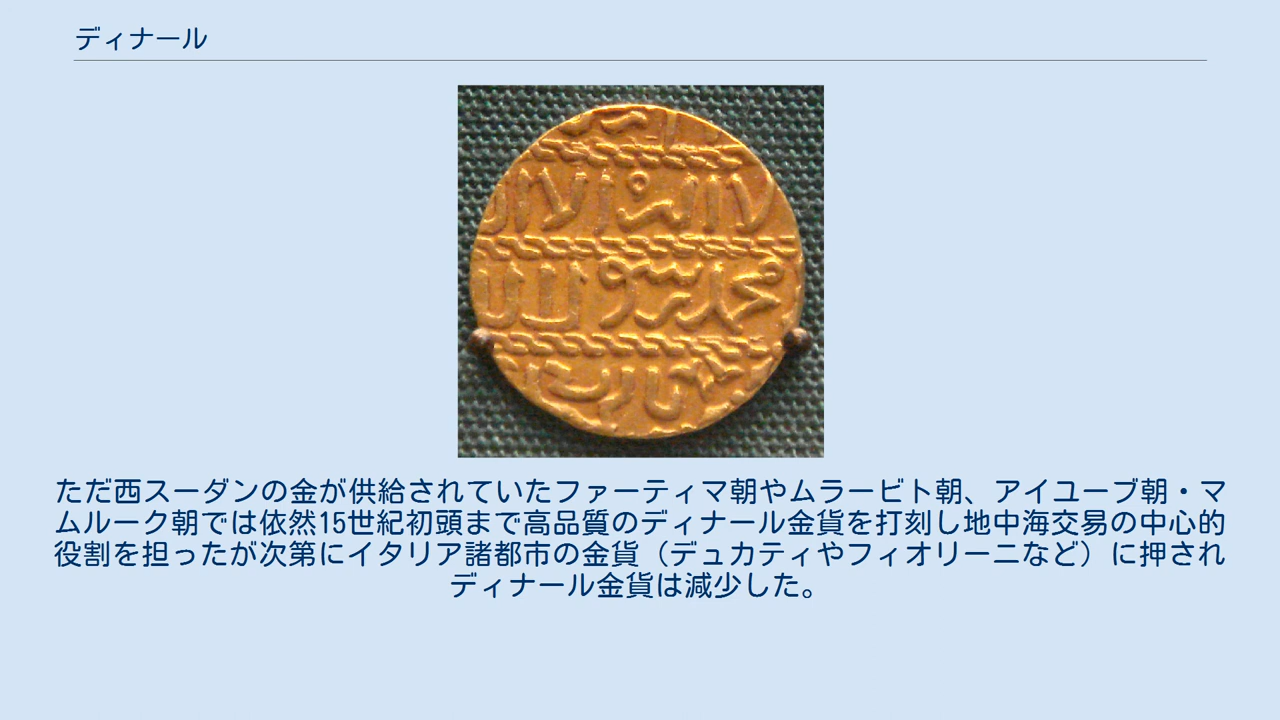 ディナール
لا اله الا الله
محمد رسول الله
ただ西スーダンの金が供給されていたファーティマ朝やムラービト朝、アイユーブ朝・マ
ムルーク朝では依然15世紀初頭まで高品質のディナール金貨を打刻し地中海交易の中心的
役割を担ったが次第にイタリア諸都市の金貨（デュカティやフィオリーニなど）に押され
ディナール金貨は減少した。